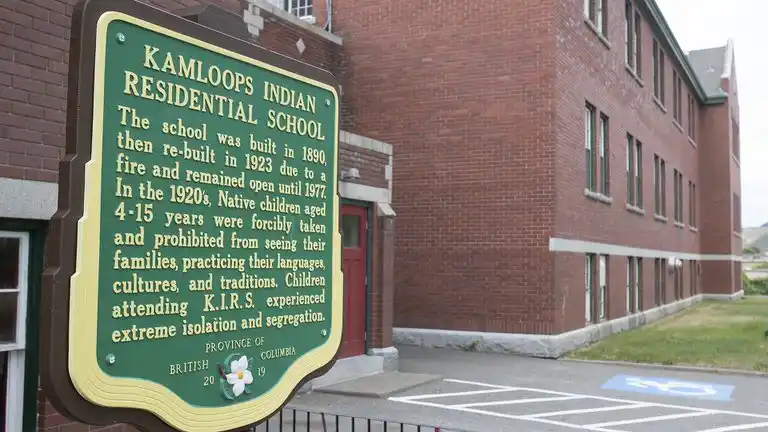 KAMLOOPS INDIAN
RESIDENTIAL SCHOOL
The school was built in 1890,
then re-built in 1923 due to a
fire and remained open until 1977.
In the 1920's, Native children aged
4-15 years were forcibly taken
and prohibited from seeing their
families, practicing their languages,
cultures, and traditions. Children
attending K.I.R.S. experienced
extreme isolation and segregation.
PROVINCE OF
BRITISH COLUMBIA
20 19